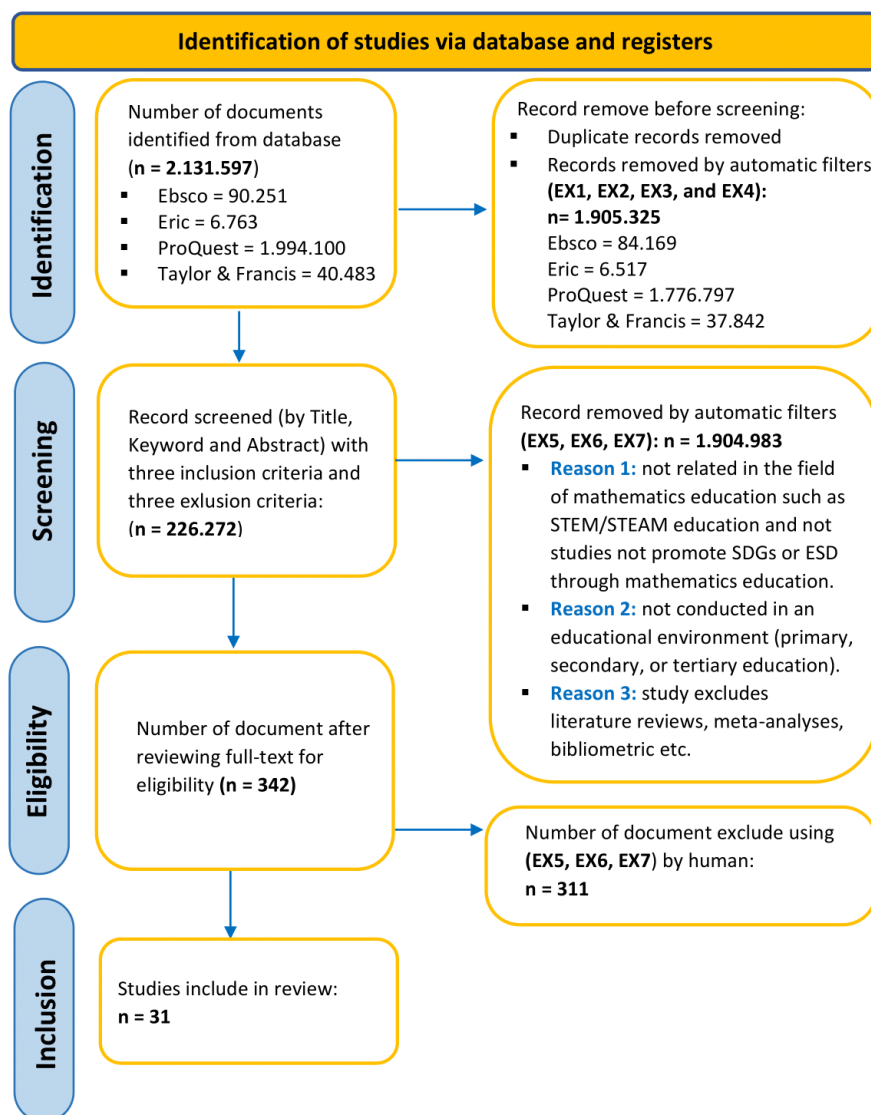 Identification of studies via database and registers
Identification
Number of documents
identified from database
(n = 2.131.597)
▪ Ebsco = 90.251
▪ Eric = 6.763
▪ ProQuest = 1.994.100
▪ Taylor & Francis = 40.483
Record remove before screening:
▪ Duplicate records removed
▪ Records removed by automatic filters
(EX1, EX2, EX3, and EX4):
n= 1.905.325
Ebsco = 84.169
Eric = 6.517
ProQuest = 1.776.797
Taylor & Francis = 37.842
Screening
Record screened (by Title,
Keyword and Abstract) with
three inclusion criteria and
three exlusion criteria:
(n = 226.272)
Record removed by automatic filters
(EX5, EX6, EX7): n = 1.904.983
▪ Reason 1: not related in the field
of mathematics education such as
STEM/STEAM education and not
studies not promote SDGs or ESD
through mathematics education.
▪ Reason 2: not conducted in an
educational environment (primary,
secondary, or tertiary education).
▪ Reason 3: study excludes
literature reviews, meta-analyses,
bibliometric etc.
Eligibility
Number of document after
reviewing full-text for
eligibility (n = 342)
Number of document exclude using
(EX5, EX6, EX7) by human:
n = 311
Inclusion
Studies include in review:
n = 31